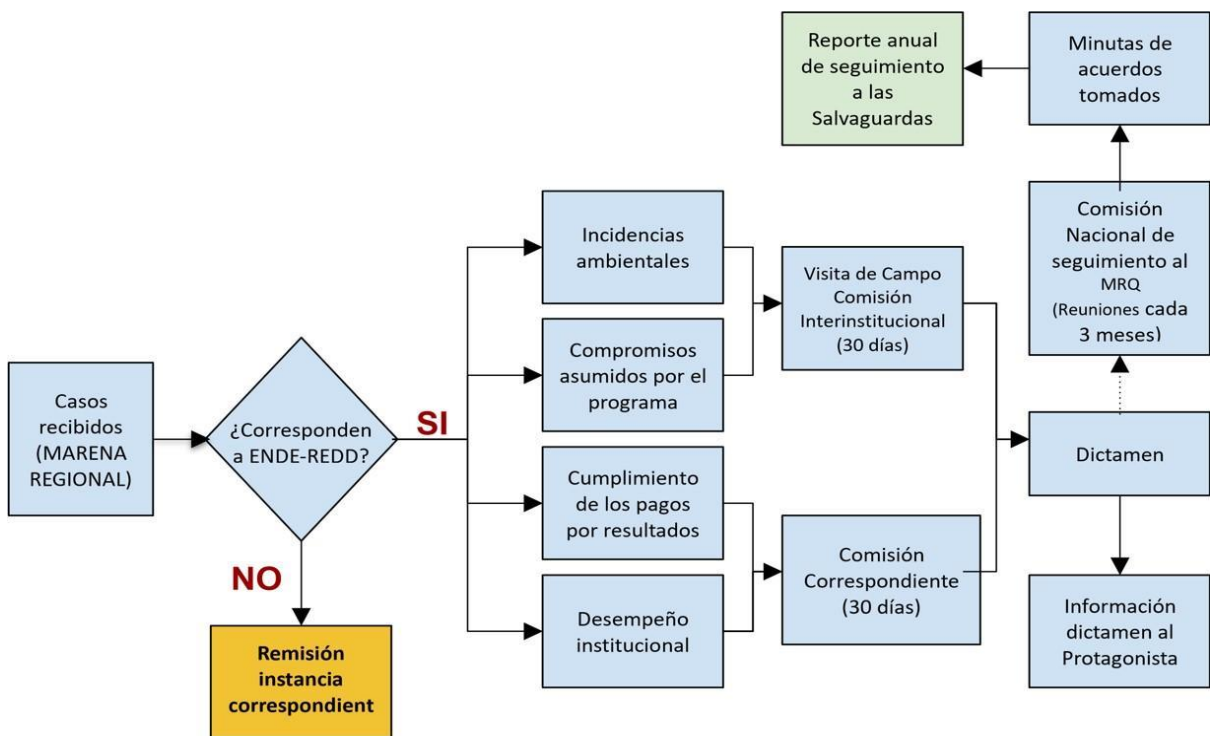 Casos
recibidos
(MARENA
REGIONAL)
¿Corresponden
a ENDE-REDD?
SI
NO
Remisión
instancia
correspondient
Incidencias
ambientales
Compromisos
asumidos por el
programa
Cumplimiento
de los pagos
por resultados
Desempeño
institucional
Visita de Campo
Comisión
Interinstitucional
(30 días)
Comisión
Correspondiente
(30 días)
Dictamen
Información
dictamen al
Protagonista
Comisión
Nacional de
seguimiento al
MRQ
(Reuniones cada
3 meses)
Minutas de
acuerdos
tomados
Reporte anual
de seguimiento
a las
Salvaguardas